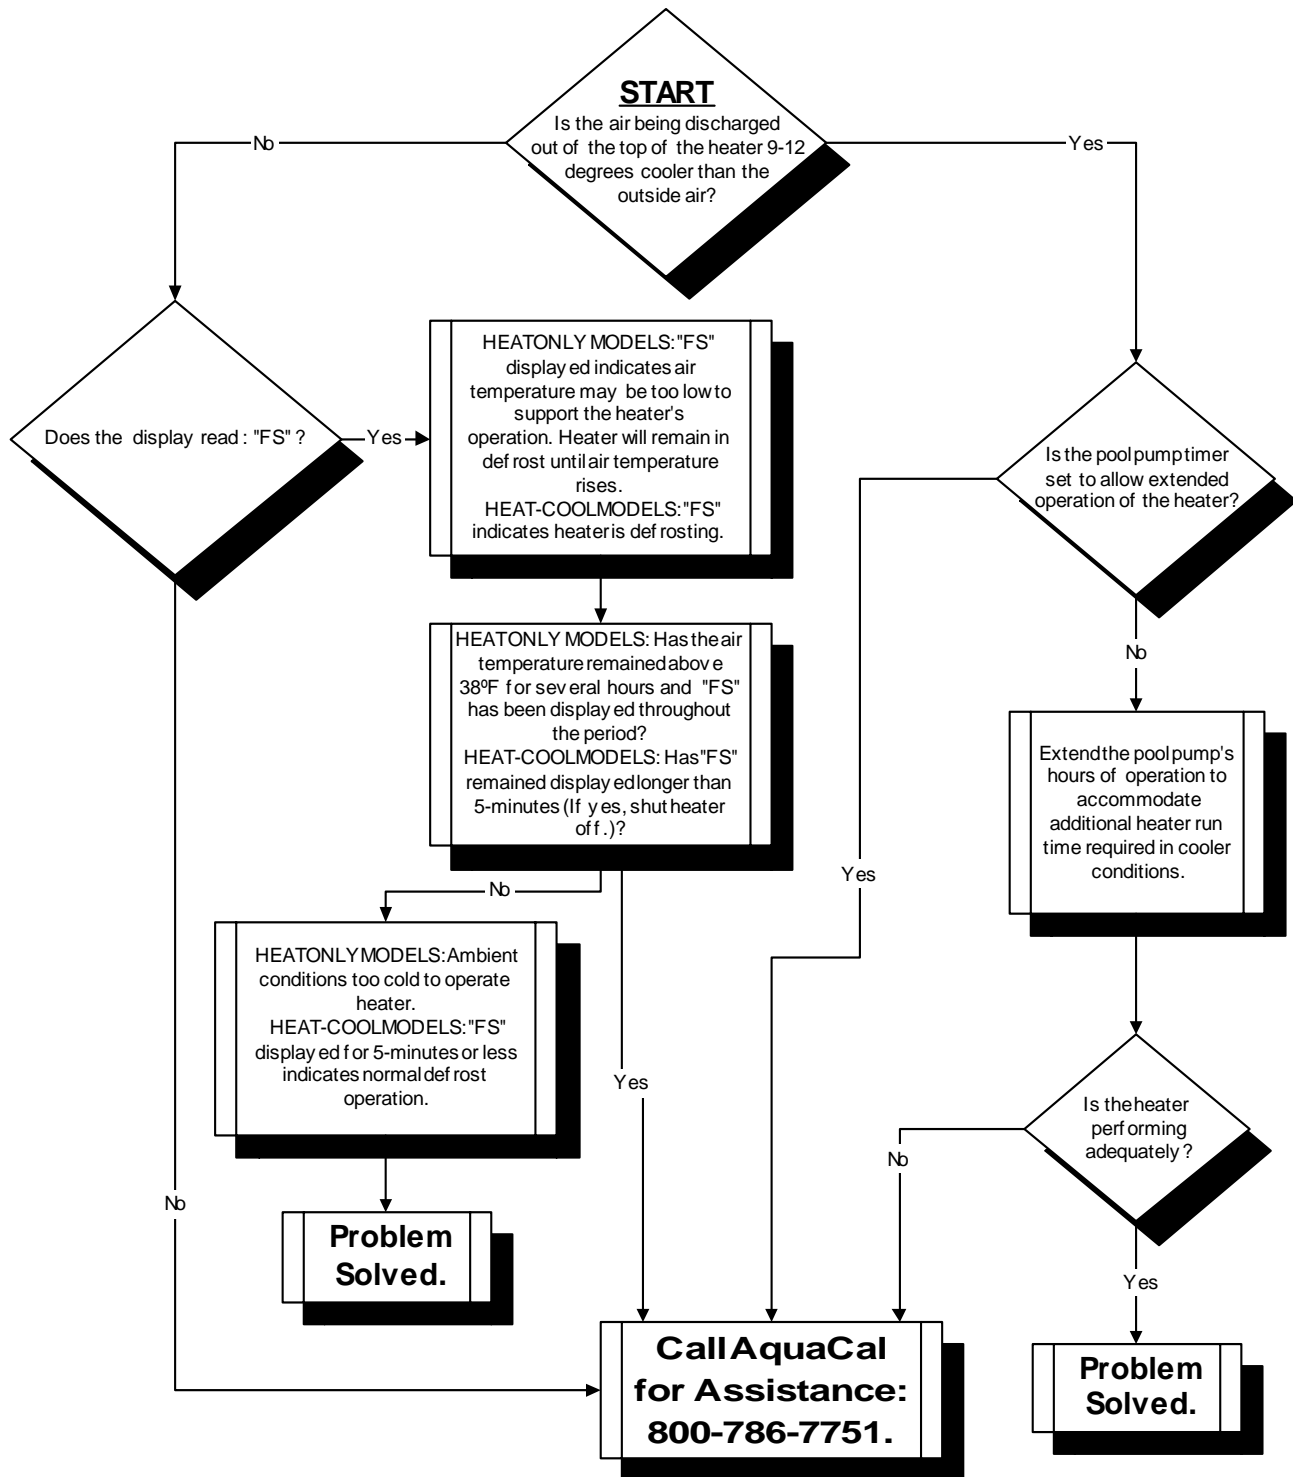 START
Is the air being discharged
out of the top of the heater 9-12
degrees cooler than the
outside air?
No
Yes
Does the display read : "FS" ?
Yes
HEAT ONLY MODELS: "FS"
displayed indicates air
temperature may be too low to
support the heater's
operation. Heater will remain in
defrost until air temperature
rises.
HEAT-COOL MODELS: "FS"
indicates heater is defrosting.
Is the pool pump timer
set to allow extended
operation of the heater?
HEAT ONLY MODELS: Has the air
temperature remained above
38ºF for several hours and "FS"
has been displayed throughout
the period?
HEAT-COOL MODELS: Has "FS"
remained displayed longer than
5-minutes (If yes, shut heater
off.)?
No
Extend the pool pump's
hours of operation to
accommodate
additional heater run
time required in cooler
conditions.
Yes
No
HEAT ONLY MODELS: Ambient
conditions too cold to operate
heater.
HEAT-COOL MODELS: "FS"
displayed for 5-minutes or less
indicates normal defrost
operation.
Yes
Is the heater
performing
adequately?
No
No
Problem
Solved.
Yes
Call AquaCal
for Assistance:
800-786-7751.
Problem
Solved.